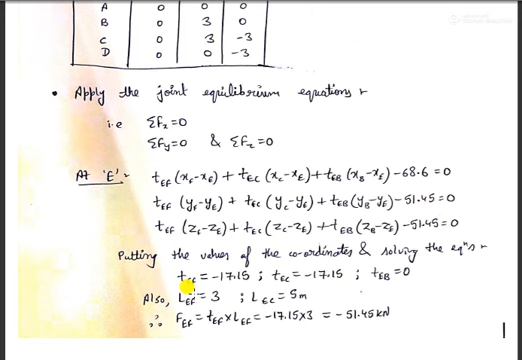 A 0 0 0
B 0 3 0
C 0 3 -3
D 0 0 -3
• Apply the joint equilibrium equations :-
i.e ΣFx=0
ΣFy=0 & ΣFz=0
At 'E':- tEF (xF-xE) + tEC (xC-xE) + tEB (xB-xE) - 68.6 = 0
tEF (yF-yE) + tEC (yC-yE) + tEB (yB-yE) - 51.45 = 0
tEF (zF-zE) + tEC (zC-zE) + tEB (zB-zE) - 51.45 = 0
Putting the values of the co-ordinates & solving the eqns :-
= -17.15 ; tEC = -17.15 ; tEB = 0
Also, LEF = 3 ; LEC = 5m
∴ FEF = tEF × LEF = -17.15×3 = -51.45 kN